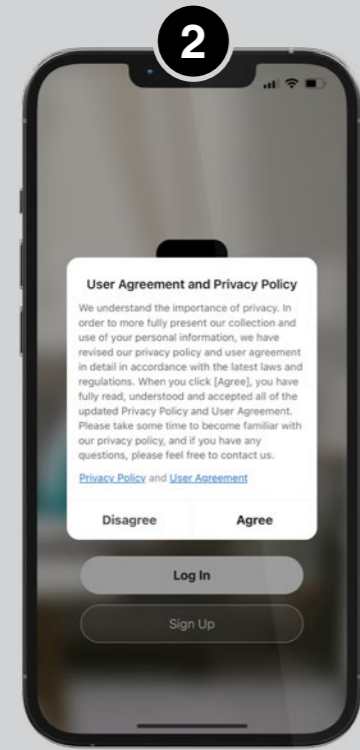 2
User Agreement and Privacy Policy
We understand the importance of privacy. In
order to more fully present our collection and
use of your personal information, we have
revised our privacy policy and user agreement
in detail in accordance with the latest laws and
regulations. When you click [Agree], you have
fully read, understood and accepted all of the
updated Privacy Policy and User Agreement.
Please take some time to become familiar with
our privacy policy, and if you have any
questions, please feel free to contact us.
Privacy Policy and User Agreement
Disagree Agree
Log In
Sign Up